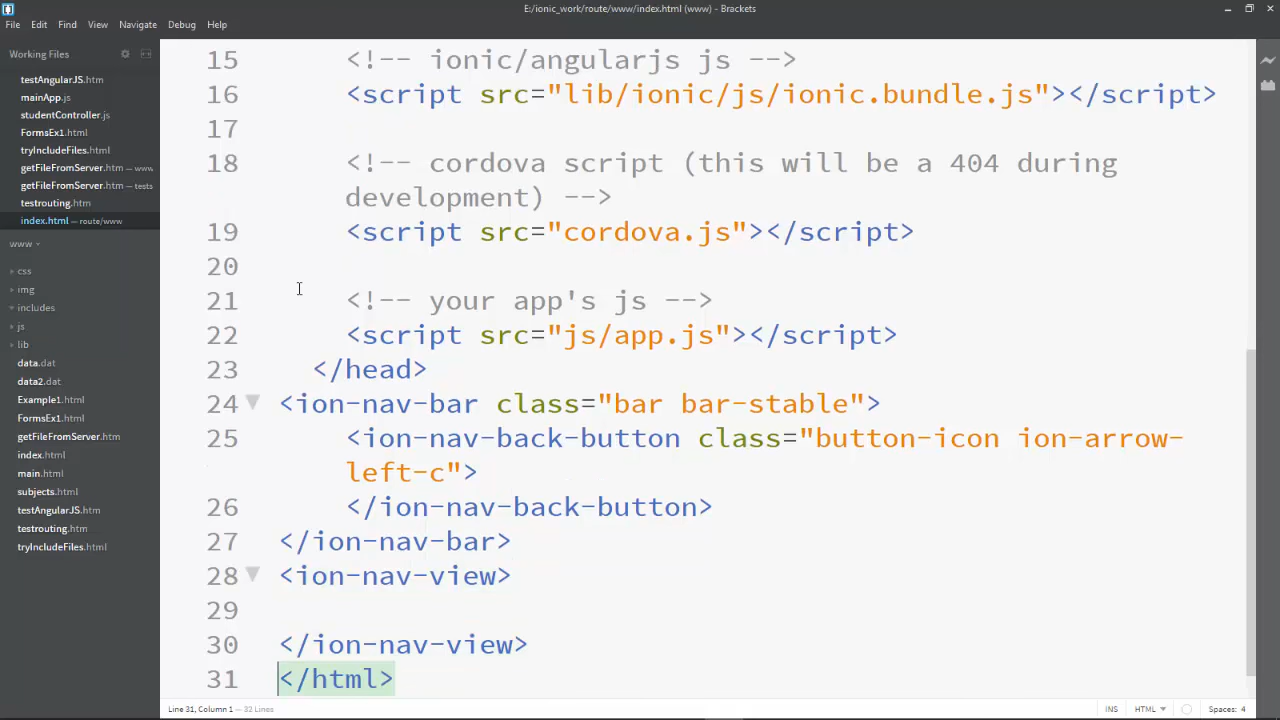 E:/ionic_work/route/www/index.html (www) - Brackets
File Edit Find View Navigate Debug Help
Working Files
testAngularJS.htm
mainApp.js
studentController.js
FormsEx1.html
tryIncludeFiles.html
getFileFromServer.htm — www
getFileFromServer.htm — tests
testrouting.htm
index.html — route/www
www
css
img
includes
js
lib
data.dat
data2.dat
Example1.html
FormsEx1.html
getFileFromServer.htm
index.html
main.html
subjects.html
testAngularJS.htm
testrouting.htm
tryIncludeFiles.html
15 <!-- ionic/angularjs js -->
16 <script src="lib/ionic/js/ionic.bundle.js"></script>
17
18 <!-- cordova script (this will be a 404 during
development) -->
19 <script src="cordova.js"></script>
20
21 <!-- your app's js -->
22 <script src="js/app.js"></script>
23 </head>
24 <ion-nav-bar class="bar bar-stable">
25 <ion-nav-back-button class="button-icon ion-arrow-
left-c">
26 </ion-nav-back-button>
27 </ion-nav-bar>
28 <ion-nav-view>
29
30 </ion-nav-view>
31 </html>
Line 31, Column 1 — 32 Lines
INS HTML Spaces: 4